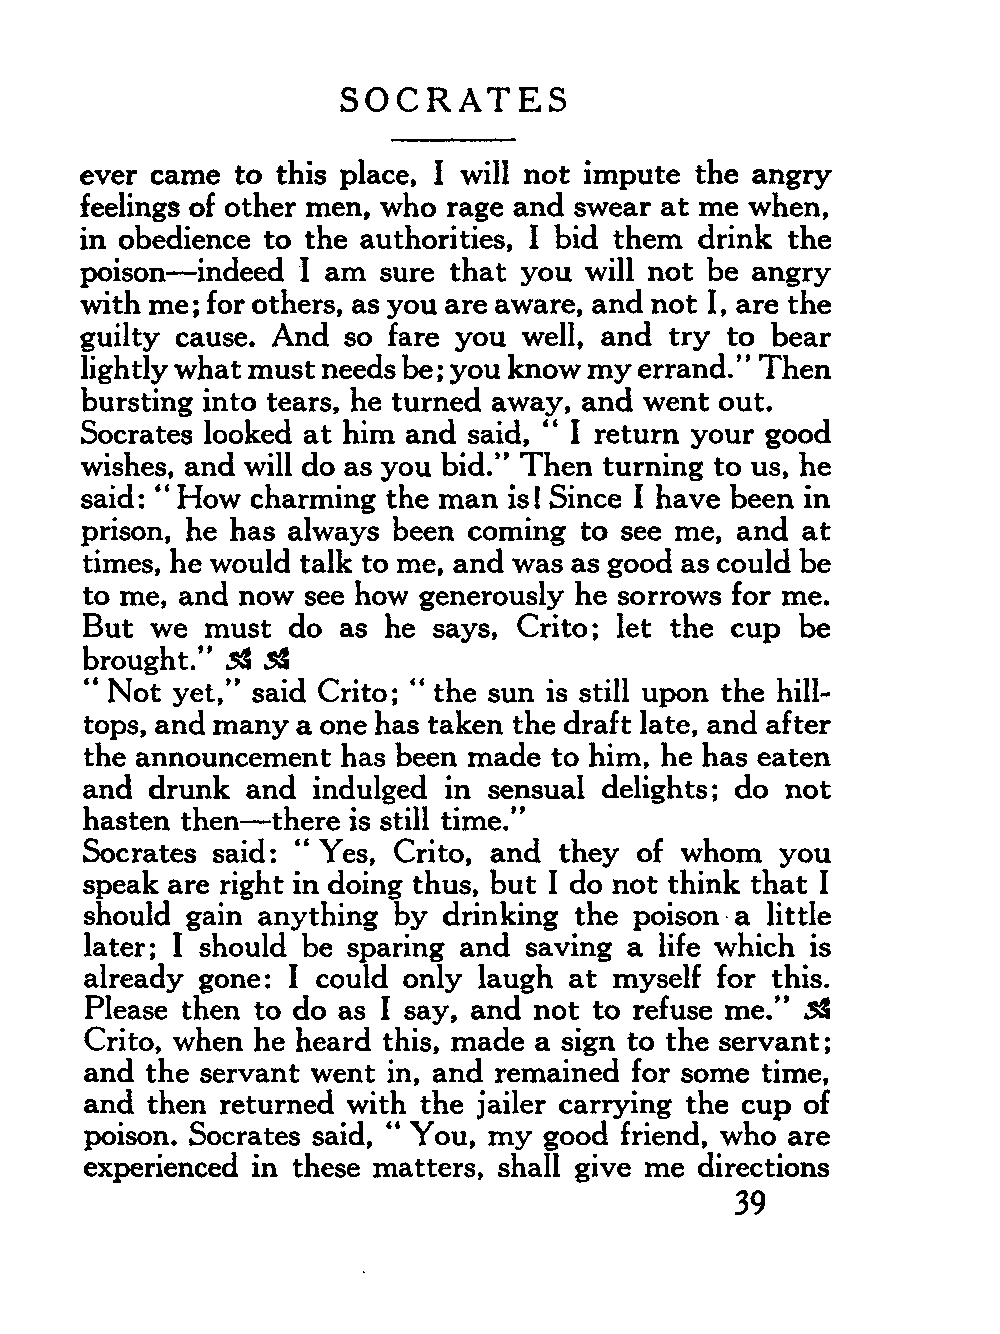 SOCRATES
ever came to this place, I will not impute the angry
feelings of other men, who rage and swear at me when,
in obedience to the authorities, I bid them drink the
poison—indeed I am sure that you will not be angry
with me; for others, as you are aware, and not I, are the
guilty cause. And so fare you well, and try to bear
lightly what must needs be; you know my errand." Then
bursting into tears, he turned away, and went out.
Socrates looked at him and said, " I return your good
wishes, and will do as you bid." Then turning to us, he
said: " How charming the man is! Since I have been in
prison, he has always been coming to see me, and at
times, he would talk to me, and was as good as could be
to me, and now see how generously he sorrows for me.
But we must do as he says, Crito; let the cup be
brought."
" Not yet," said Crito; " the sun is still upon the hill-
tops, and many a one has taken the draft late, and after
the announcement has been made to him, he has eaten
and drunk and indulged in sensual delights; do not
hasten then—there is still time."
Socrates said: " Yes, Crito, and they of whom you
speak are right in doing thus, but I do not think that I
should gain anything by drinking the poison a little
later; I should be sparing and saving a life which is
already gone: I could only laugh at myself for this.
Please then to do as I say, and not to refuse me."
Crito, when he heard this, made a sign to the servant;
and the servant went in, and remained for some time,
and then returned with the jailer carrying the cup of
poison. Socrates said, " You, my good friend, who are
experienced in these matters, shall give me directions
39